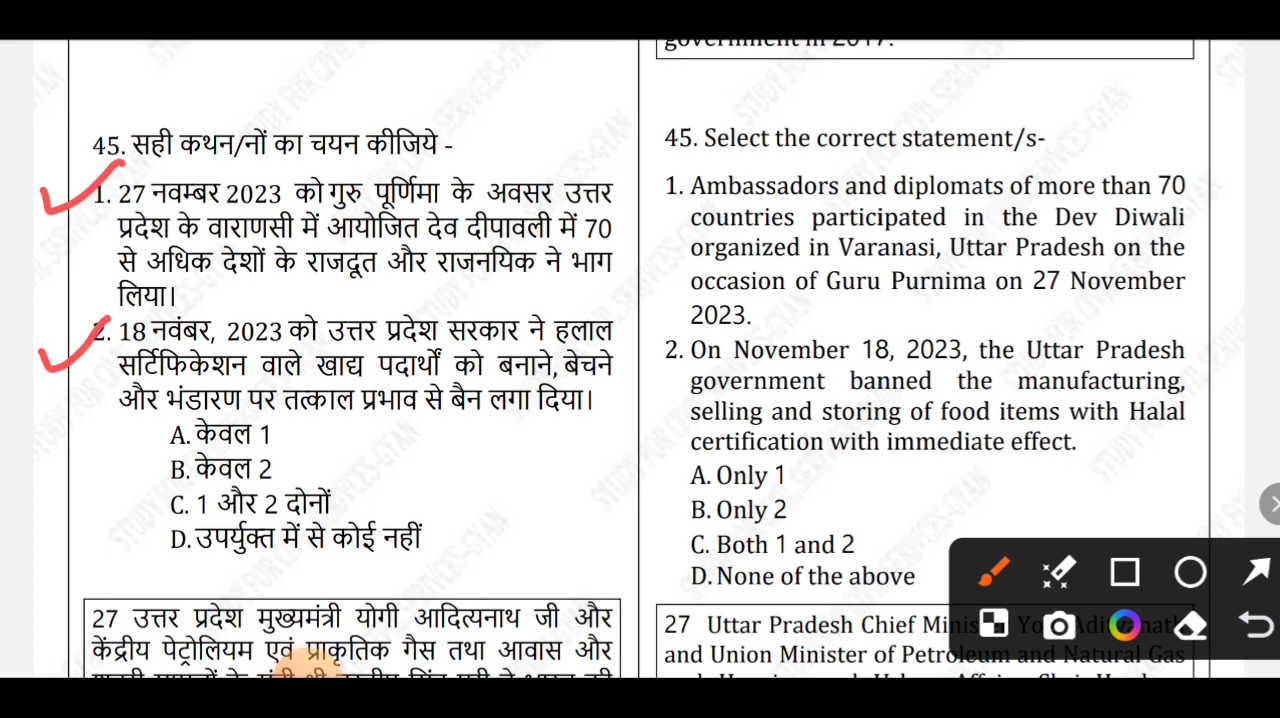 government in 2017.
45. सही कथन/नों का चयन कीजिये -
1. 27 नवम्बर 2023 को गुरु पूर्णिमा के अवसर उत्तर
प्रदेश के वाराणसी में आयोजित देव दीपावली में 70
से अधिक देशों के राजदूत और राजनयिक ने भाग
लिया।
2. 18 नवंबर, 2023 को उत्तर प्रदेश सरकार ने हलाल
सर्टिफिकेशन वाले खाद्य पदार्थों को बनाने, बेचने
और भंडारण पर तत्काल प्रभाव से बैन लगा दिया।
A. केवल 1
B. केवल 2
C. 1 और 2 दोनों
D. उपर्युक्त में से कोई नहीं
27 उत्तर प्रदेश मुख्यमंत्री योगी आदित्यनाथ जी और
केंद्रीय पेट्रोलियम एवं प्राकृतिक गैस तथा आवास और
45. Select the correct statement/s-
1. Ambassadors and diplomats of more than 70
countries participated in the Dev Diwali
organized in Varanasi, Uttar Pradesh on the
occasion of Guru Purnima on 27 November
2023.
2. On November 18, 2023, the Uttar Pradesh
government banned the manufacturing,
selling and storing of food items with Halal
certification with immediate effect.
A. Only 1
B. Only 2
C. Both 1 and 2
D. None of the above
27 Uttar Pradesh Chief Minister Yogi Adityanath
and Union Minister of Petroleum and Natural Gas